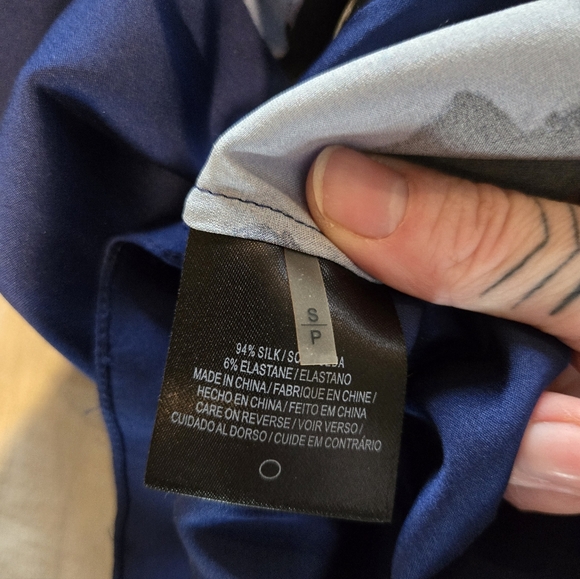 S
P
94% SILK/
6% ELASTANE/ELASTANO
MADE IN CHINA/FABRIQUE EN CHINE/
HECHO EN CHINA/FEITO EM CHINA
CARE ON REVERSE/VOIR VERSO/
CUIDADO AL DORSO/CUIDE EM CONTRÁRIO